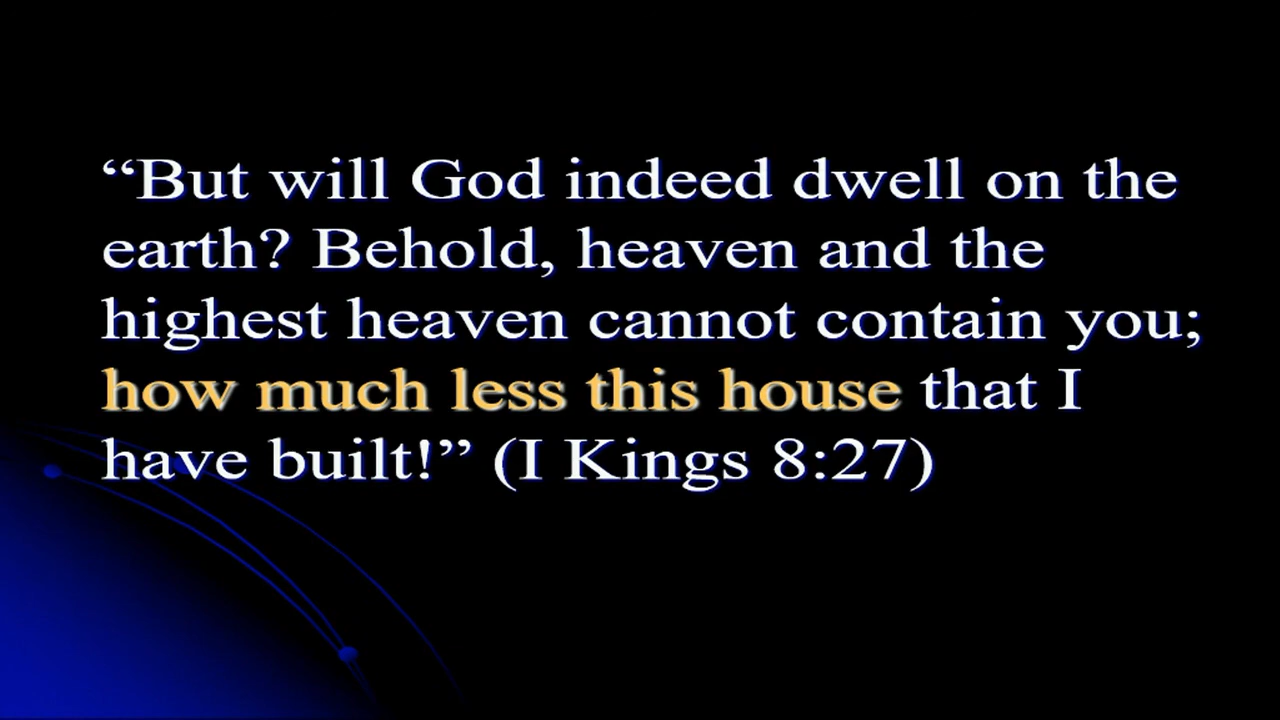 “But will God indeed dwell on the
earth? Behold, heaven and the
highest heaven cannot contain you;
how much less this house that I
have built!” (I Kings 8:27)